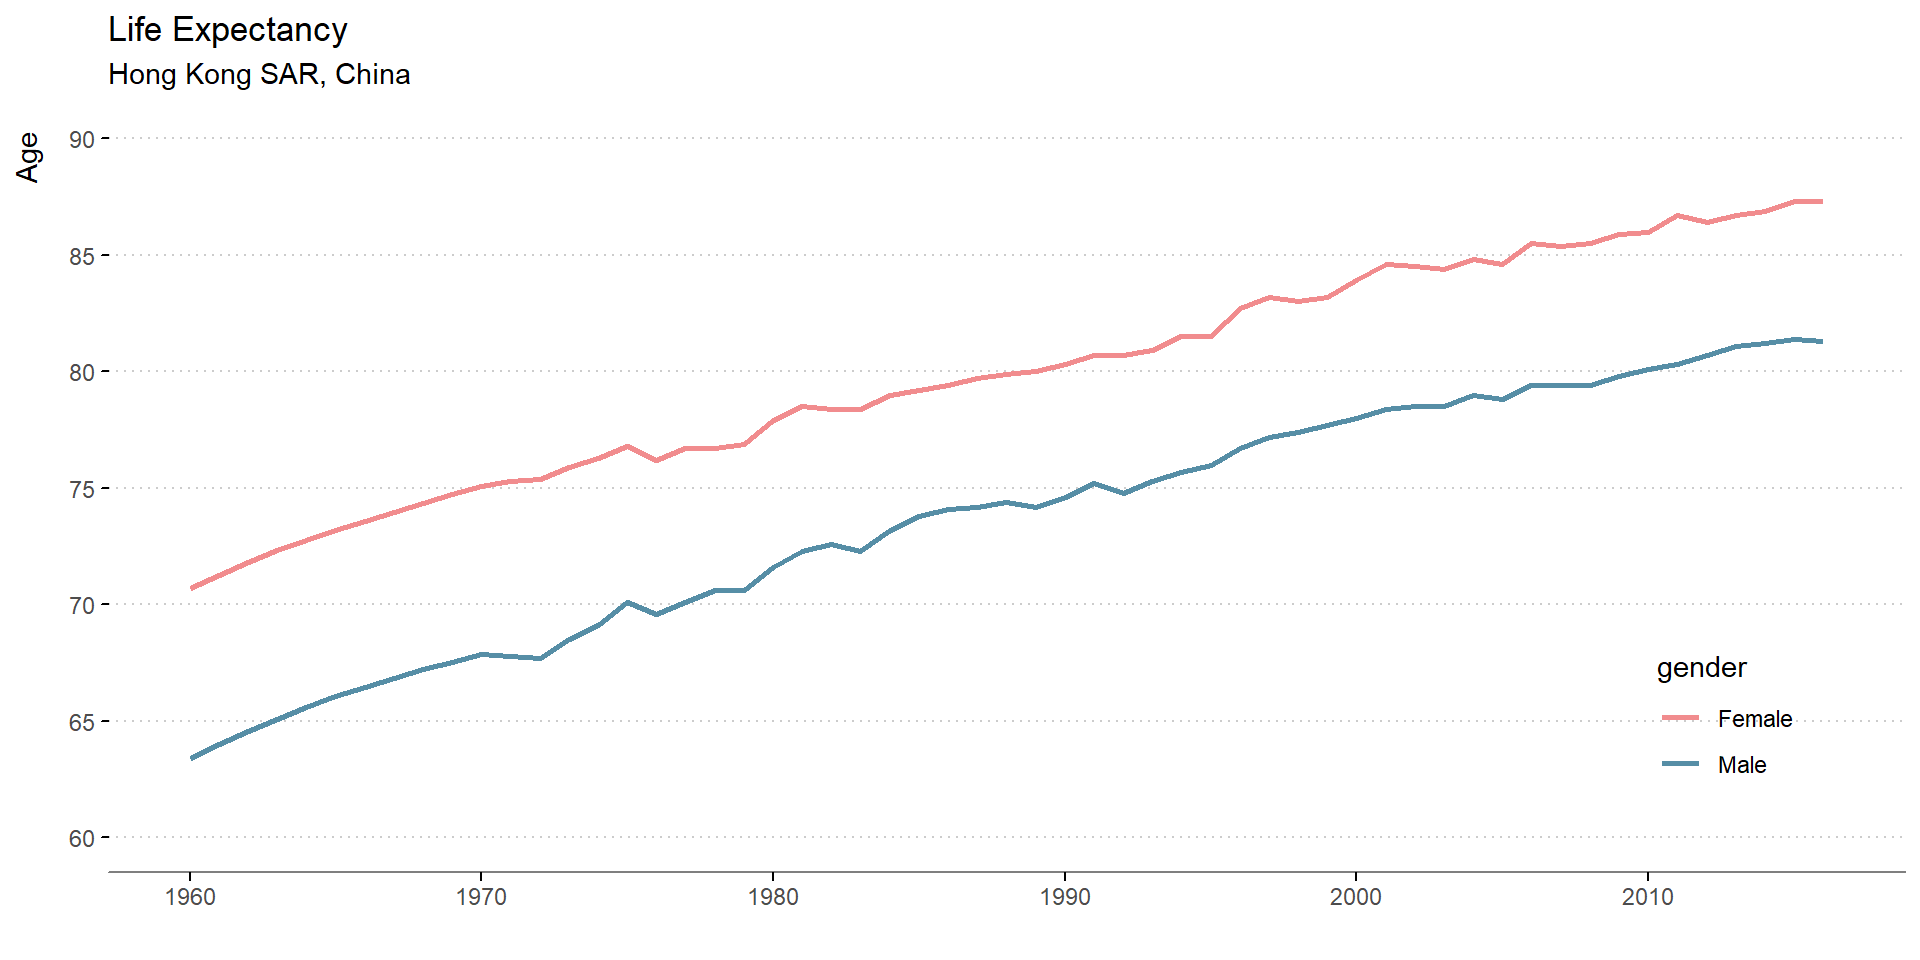 Life Expectancy
Hong Kong SAR, China
Age
90
85
80
75
70
65
60
gender
Female
Male
1960 1970 1980 1990 2000 2010